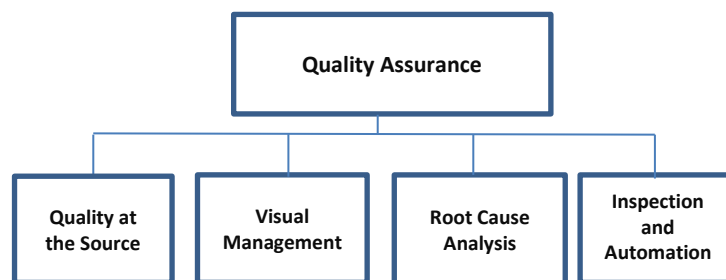 Quality Assurance
Quality at
the Source
Visual
Management
Root Cause
Analysis
Inspection
and
Automation